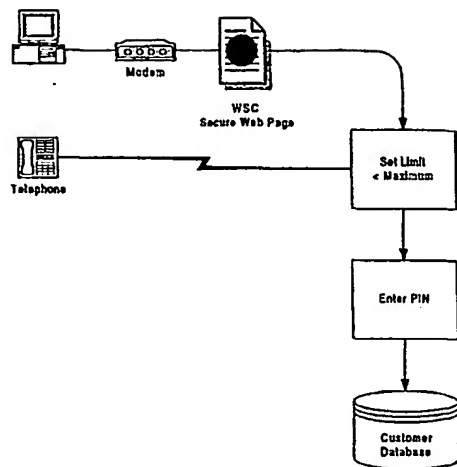 Modem
WSC
Secure Web Page
Telephone
Set Limit
< Maximum
Enter PIN
Customer
Database